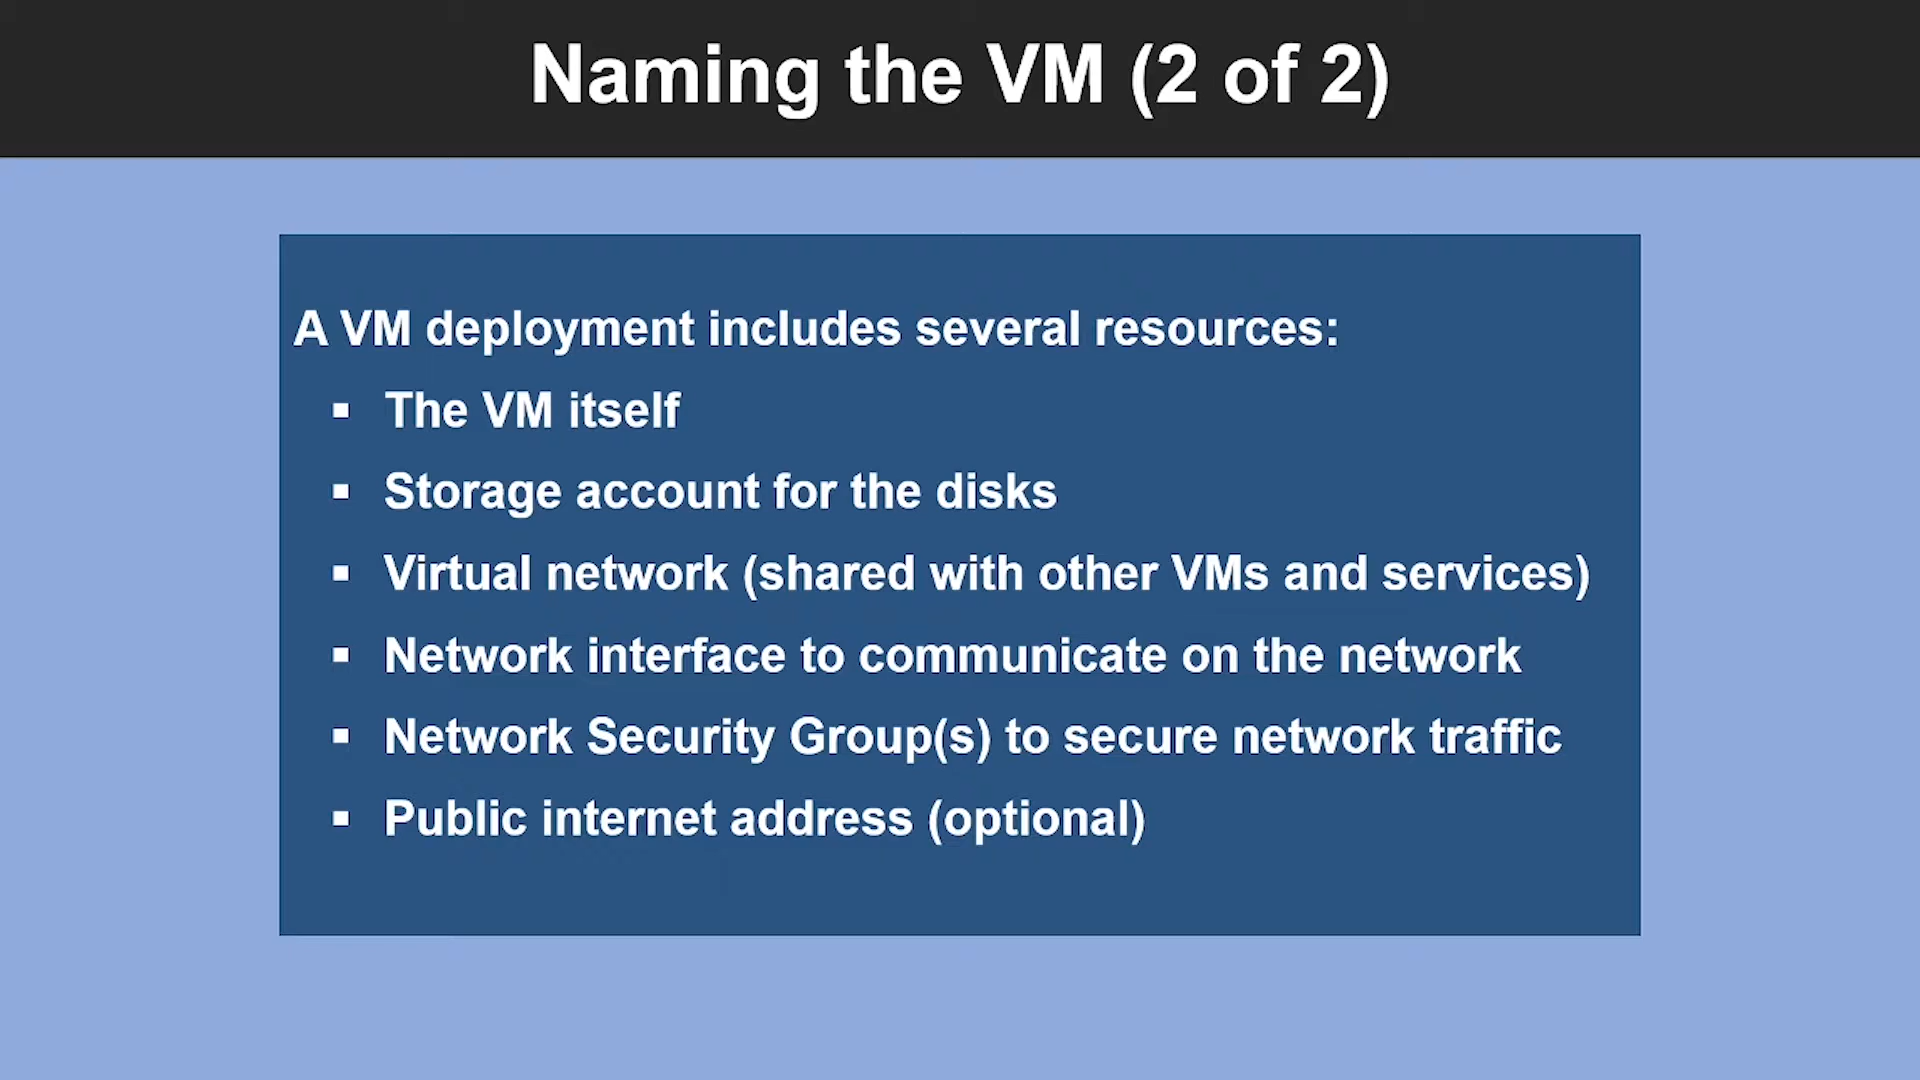 Naming the VM (2 of 2)
A VM deployment includes several resources:
▪ The VM itself
▪ Storage account for the disks
▪ Virtual network (shared with other VMs and services)
▪ Network interface to communicate on the network
▪ Network Security Group(s) to secure network traffic
▪ Public internet address (optional)